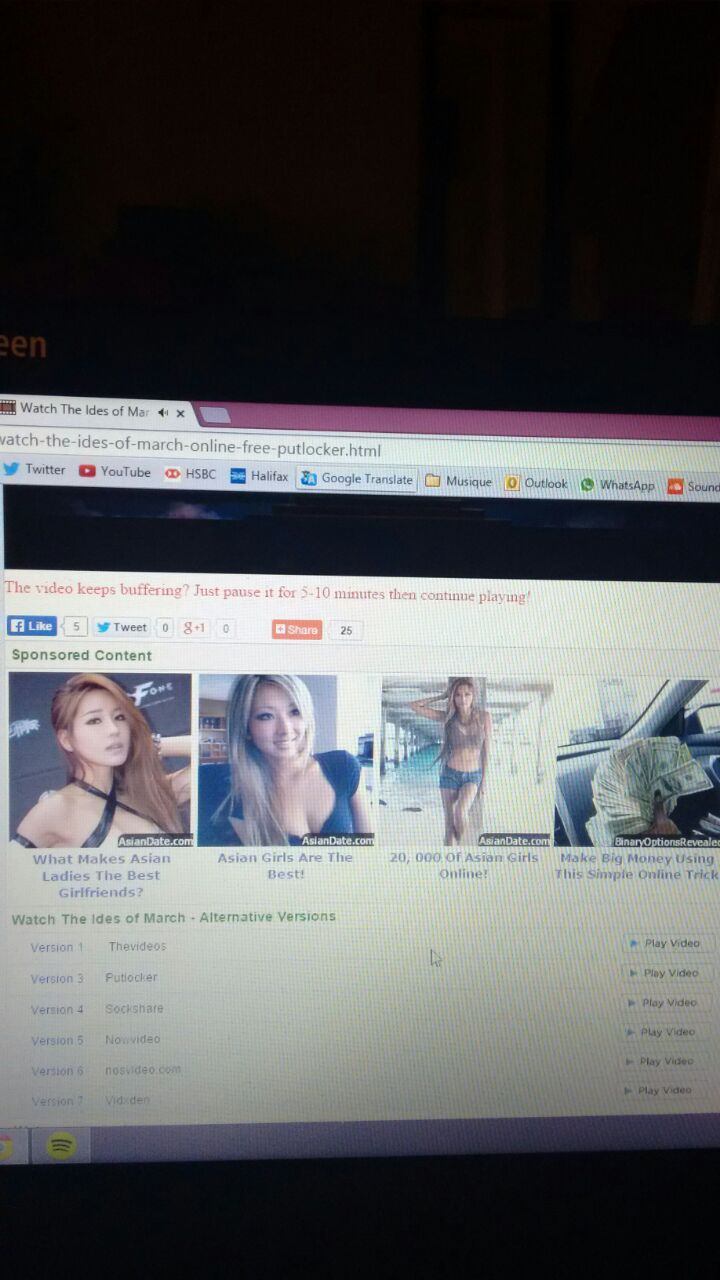 een
Watch The Ides of Mar
watch-the-ides-of-march-online-free-putlocker.html
Twitter YouTube HSBC Halifax Google Translate Musique Outlook WhatsApp Sound
The video keeps buffering? Just pause it for 5-10 minutes then continue playing!
Like 5 Tweet 0 g+1 0 Share 25
Sponsored Content
AsianDate.com AsianDate.com AsianDate.com BinaryOptionsReveale
What Makes Asian Ladies The Best Girlfriends?
Asian Girls Are The Best!
20, 000 Of Asian Girls Online!
Make Big Money Using This Simple Online Trick
Watch The Ides of March - Alternative Versions
Version 1 Thevideos Play Video
Version 3 Putlocker Play Video
Version 4 Sockshare Play Video
Version 5 Nowvideo Play Video
Version 6 nosvideo.com Play Video
Version 7 Vidxden Play Video